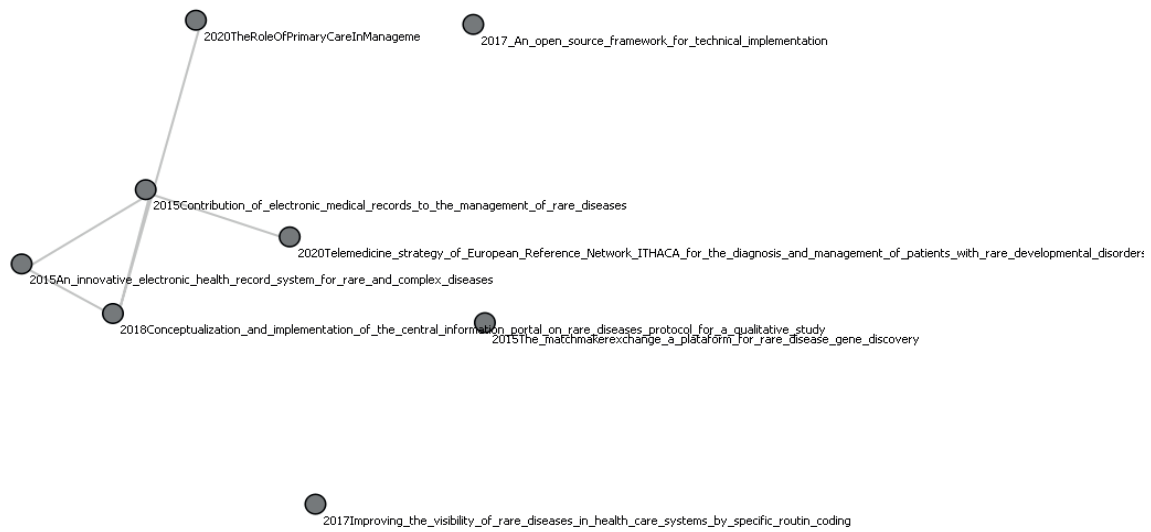 2020TheRoleOfPrimaryCareInManageme
2017_An_open_source_framework_for_technical_implementation
2015Contribution_of_electronic_medical_records_to_the_management_of_rare_diseases
2020Telemedicine_strategy_of_European_Reference_Network_ITHACA_for_the_diagnosis_and_management_of_patients_with_rare_developmental_disorders
2015An_innovative_electronic_health_record_system_for_rare_and_complex_diseases
2018Conceptualization_and_implementation_of_the_central_information_portal_on_rare_diseases_protocol_for_a_qualitative_study
2015The_matchmakerexchange_a_plataform_for_rare_disease_gene_discovery
2017Improving_the_visibility_of_rare_diseases_in_health_care_systems_by_specific_routin_coding